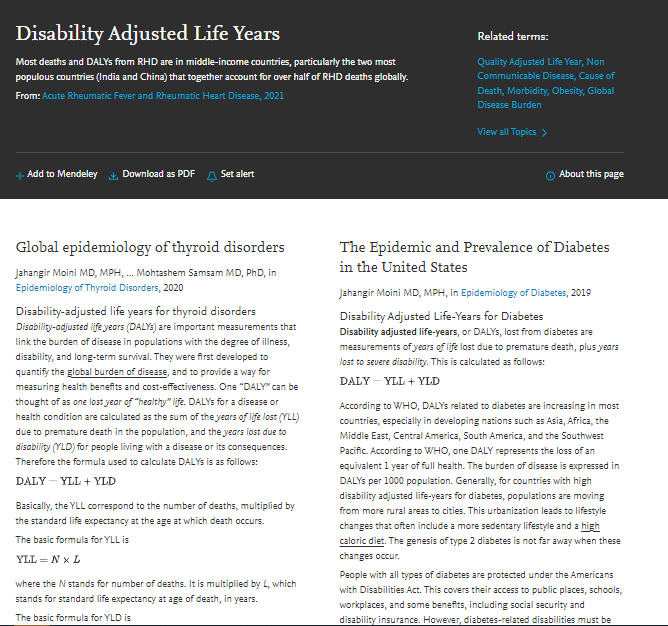 Disability Adjusted Life Years
Most deaths and DALYs from RHD are in middle-income countries, particularly the two most
populous countries (India and China) that together account for over half of RHD deaths globally.
From: Acute Rheumatic Fever and Rheumatic Heart Disease, 2021
Related terms:
Quality Adjusted Life Year, Non
Communicable Disease, Cause of
Death, Morbidity, Obesity, Global
Disease Burden
View all Topics
Add to Mendeley Download as PDF Set alert
About this page
Global epidemiology of thyroid disorders
Jahangir Moini MD, MPH, ... Mohtashem Samsam MD, PhD, in
Epidemiology of Thyroid Disorders, 2020
Disability-adjusted life years for thyroid disorders
Disability-adjusted life years (DALYs) are important measurements that
link the burden of disease in populations with the degree of illness,
disability, and long-term survival. They were first developed to
quantify the global burden of disease, and to provide a way for
measuring health benefits and cost-effectiveness. One "DALY" can be
thought of as one lost year of "healthy" life. DALYs for a disease or
health condition are calculated as the sum of the years of life lost (YLL)
due to premature death in the population, and the years lost due to
disability (YLD) for people living with a disease or its consequences.
Therefore the formula used to calculate DALYs is as follows:
DALY − YLL + YLD
Basically, the YLL correspond to the number of deaths, multiplied by
the standard life expectancy at the age at which death occurs.
The basic formula for YLL is
YLL = N × L
where the N stands for number of deaths. It is multiplied by L, which
stands for standard life expectancy at age of death, in years.
The basic formula for YLD is
The Epidemic and Prevalence of Diabetes
in the United States
Jahangir Moini MD, MPH, in Epidemiology of Diabetes, 2019
Disability Adjusted Life-Years for Diabetes
Disability adjusted life-years, or DALYs, lost from diabetes are
measurements of years of life lost due to premature death, plus years
lost to severe disability. This is calculated as follows:
DALY − YLL + YLD
According to WHO, DALYs related to diabetes are increasing in most
countries, especially in developing nations such as Asia, Africa, the
Middle East, Central America, South America, and the Southwest
Pacific. According to WHO, one DALY represents the loss of an
equivalent 1 year of full health. The burden of disease is expressed in
DALYs per 1000 population. Generally, for countries with high
disability adjusted life-years for diabetes, populations are moving
from more rural areas to cities. This urbanization leads to lifestyle
changes that often include a more sedentary lifestyle and a high
caloric diet. The genesis of type 2 diabetes is not far away when these
changes occur.
People with all types of diabetes are protected under the Americans
with Disabilities Act. This covers their access to public places, schools,
workplaces, and some benefits, including social security and
disability insurance. However, diabetes-related disabilities must be